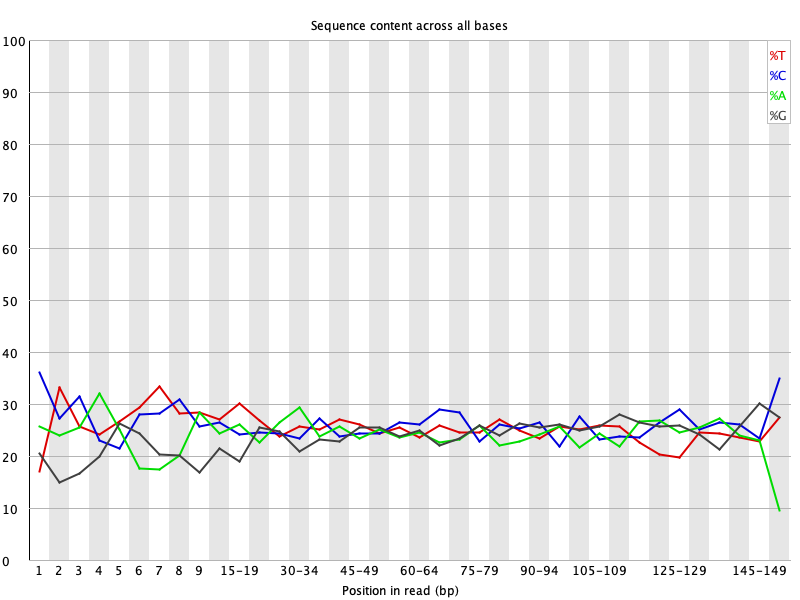 Sequence content across all bases
100
90
80
70
60
50
40
30
20
10
0
%T
%C
%A
%G
1 2 3 4 5 6 7 8 9 15-19 30-34 45-49 60-64 75-79 90-94 105-109 125-129 145-149
Position in read (bp)